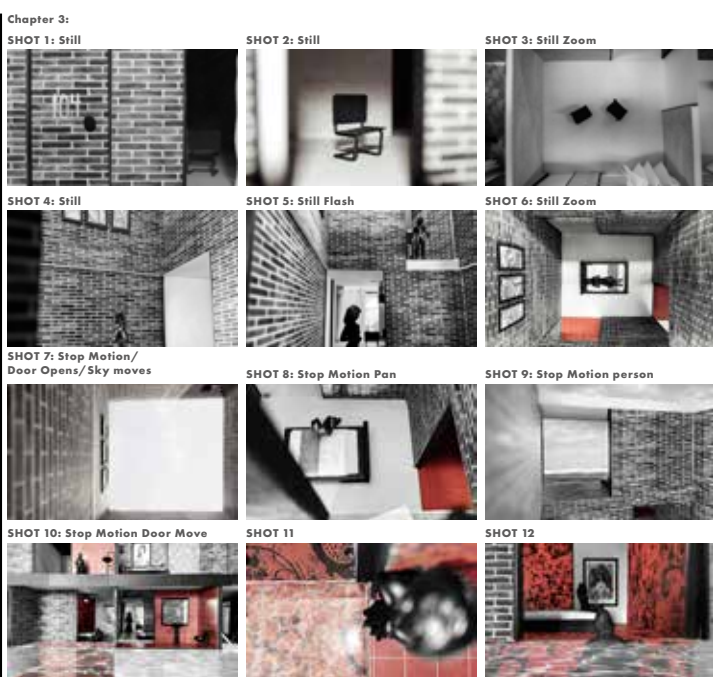 Chapter 3:
SHOT 1: Still
SHOT 2: Still
SHOT 3: Still Zoom
104
SHOT 4: Still
SHOT 5: Still Flash
SHOT 6: Still Zoom
SHOT 7: Stop Motion/
Door Opens/Sky moves
SHOT 8: Stop Motion Pan
SHOT 9: Stop Motion person
SHOT 10: Stop Motion Door Move
SHOT 11
SHOT 12